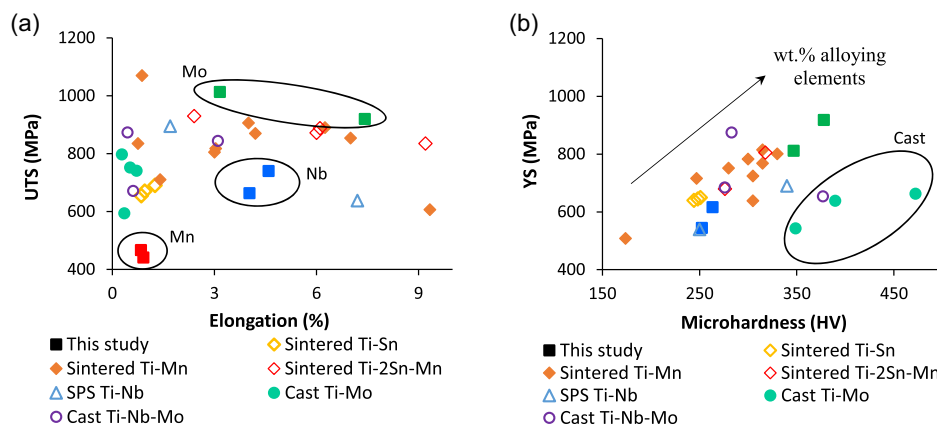 (a)
1200
1000
800
600
400
UTS (MPa)
0
3
6
9
Elongation (%)
Mo
Nb
Mn
This study
Sintered Ti-Sn
Sintered Ti-Mn
Sintered Ti-2Sn-Mn
SPS Ti-Nb
Cast Ti-Mo
Cast Ti-Nb-Mo
(b)
1200
1000
800
600
400
YS (MPa)
150
250
350
450
Microhardness (HV)
wt.% alloying
elements
Cast
This study
Sintered Ti-Sn
Sintered Ti-Mn
Sintered Ti-2Sn-Mn
SPS Ti-Nb
Cast Ti-Mo
Cast Ti-Nb-Mo